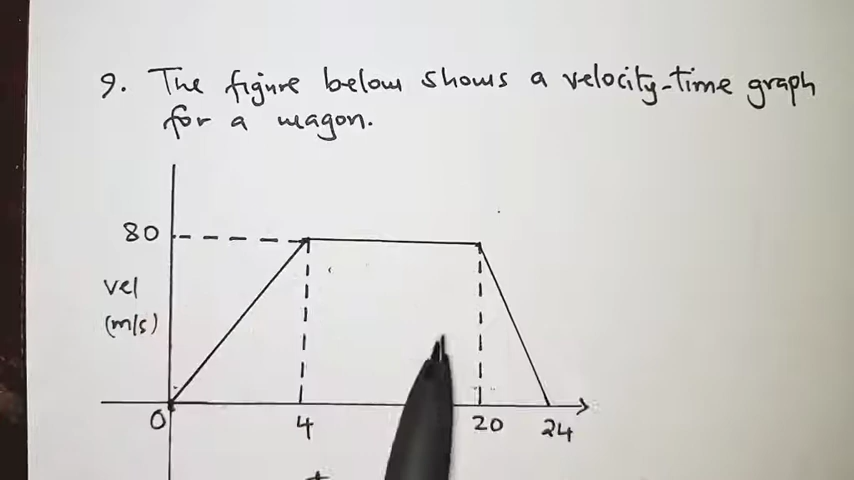 9. The figure below shows a velocity-time graph
for a wagon.
80
vel
(m/s)
0
4
20
24